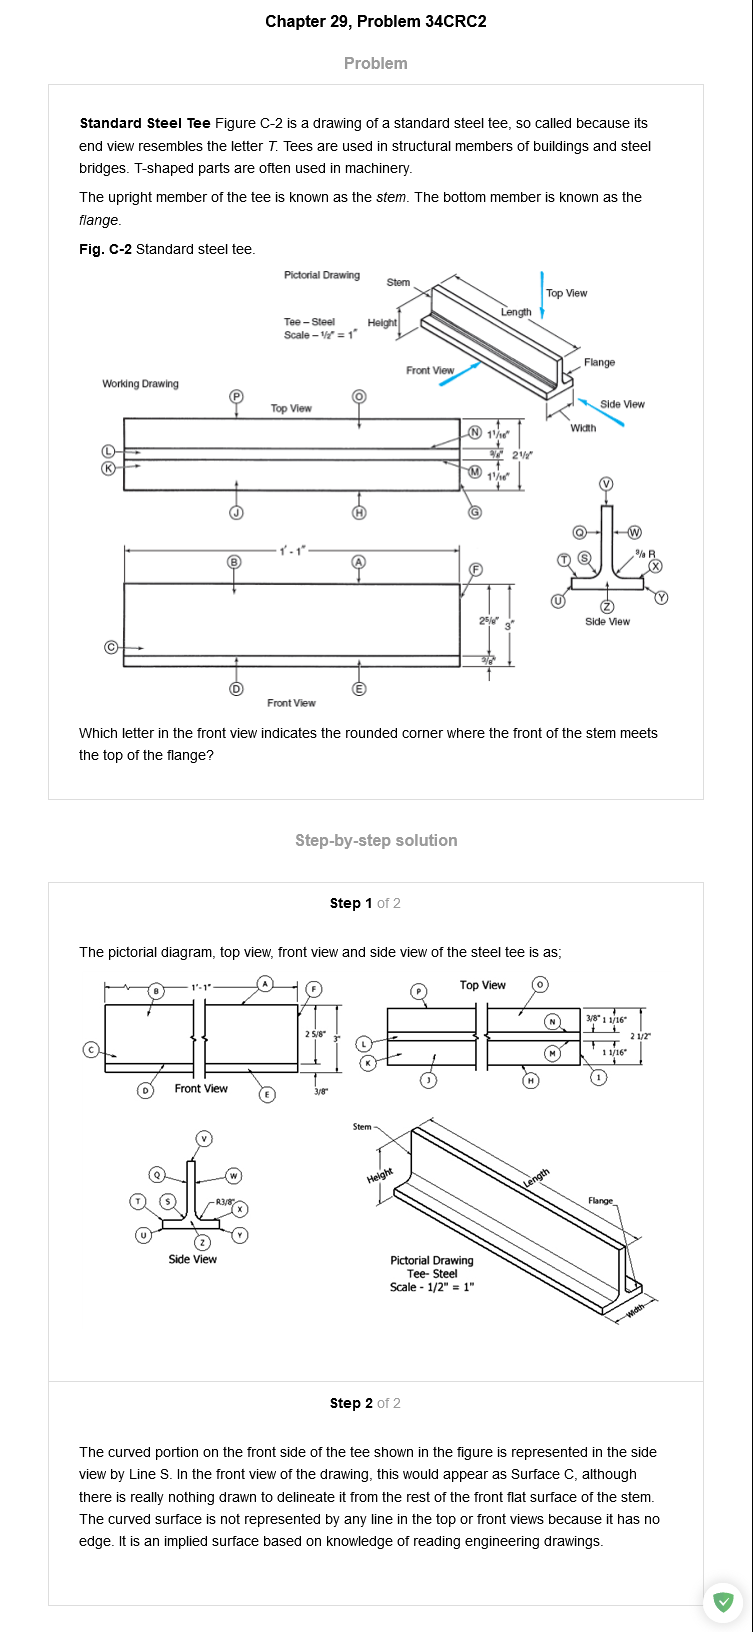 Chapter 29, Problem 34CRC2
Problem
Standard Steel Tee Figure C-2 is a drawing of a standard steel tee, so called because its
end view resembles the letter T. Tees are used in structural members of buildings and steel
bridges. T-shaped parts are often used in machinery.
The upright member of the tee is known as the stem. The bottom member is known as the
flange.
Fig. C-2 Standard steel tee.
Pictorial Drawing
Stem
Top View
Length
Tee – Steel
Height
Scale – 1/2" = 1"
Flange
Front View
Working Drawing
Side View
P
O
Top View
Width
N
1 1/16"
L
3/8"
2 1/2"
K
M
1 1/16"
V
J
H
G
Q
W
1' - 1"
3/8 R
B
A
T
S
X
F
U
Z
Y
2 5/8"
3"
Side View
C
3/8"
D
E
Front View
Which letter in the front view indicates the rounded corner where the front of the stem meets
the top of the flange?
Step-by-step solution
Step 1 of 2
The pictorial diagram, top view, front view and side view of the steel tee is as;
B
1'- 1"
A
F
P
Top View
O
2 5/8"
3"
N
3/8" 1 1/16"
2 1/2"
C
L
K
M
1 1/16"
D
Front View
E
3/8"
J
H
I
Stem
V
Height
Length
Q
W
T
S
R3/8"
X
Flange
U
Z
Y
Side View
Pictorial Drawing
Tee- Steel
Scale - 1/2" = 1"
Width
Step 2 of 2
The curved portion on the front side of the tee shown in the figure is represented in the side
view by Line S. In the front view of the drawing, this would appear as Surface C, although
there is really nothing drawn to delineate it from the rest of the front flat surface of the stem.
The curved surface is not represented by any line in the top or front views because it has no
edge. It is an implied surface based on knowledge of reading engineering drawings.